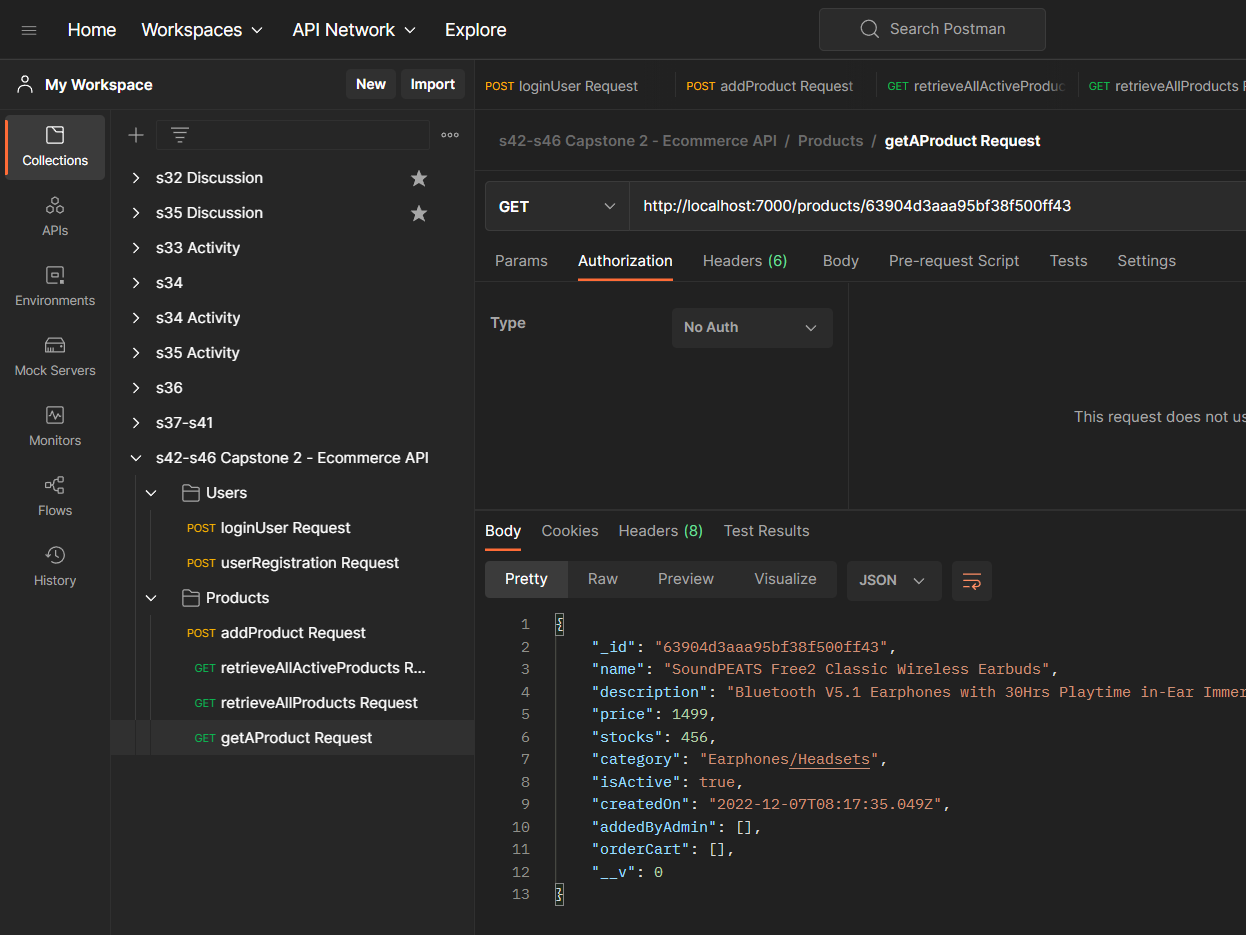 Home Workspaces API Network Explore Search Postman
My Workspace New Import
POST loginUser Request POST addProduct Request GET retrieveAllActiveProduc GET retrieveAllProducts R
Collections
APIs
Environments
Mock Servers
Monitors
Flows
History
s32 Discussion
s35 Discussion
s33 Activity
s34
s34 Activity
s35 Activity
s36
s37-s41
s42-s46 Capstone 2 - Ecommerce API
Users
POST loginUser Request
POST userRegistration Request
Products
POST addProduct Request
GET retrieveAllActiveProducts R...
GET retrieveAllProducts Request
GET getAProduct Request
s42-s46 Capstone 2 - Ecommerce API / Products / getAProduct Request
GET http://localhost:7000/products/63904d3aaa95bf38f500ff43
Params Authorization Headers (6) Body Pre-request Script Tests Settings
Type No Auth
This request does not us
Body Cookies Headers (8) Test Results
Pretty Raw Preview Visualize JSON
1 {
2 "_id": "63904d3aaa95bf38f500ff43",
3 "name": "SoundPEATS Free2 Classic Wireless Earbuds",
4 "description": "Bluetooth V5.1 Earphones with 30Hrs Playtime in-Ear Immer
5 "price": 1499,
6 "stocks": 456,
7 "category": "Earphones/Headsets",
8 "isActive": true,
9 "createdOn": "2022-12-07T08:17:35.049Z",
10 "addedByAdmin": [],
11 "orderCart": [],
12 "__v": 0
13 }